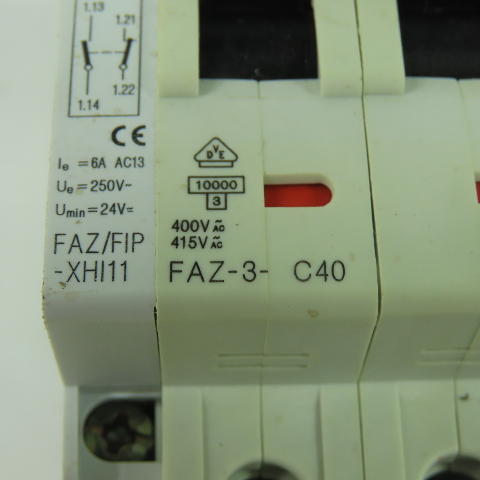 1.13
1.21
1.14
1.22
CE
Ie =6A AC13
Ue =250V~
Umin =24V≂
FAZ/FIP
-XHI11
VDE
10000
3
400V~AC
415V~AC
FAZ-3- C40